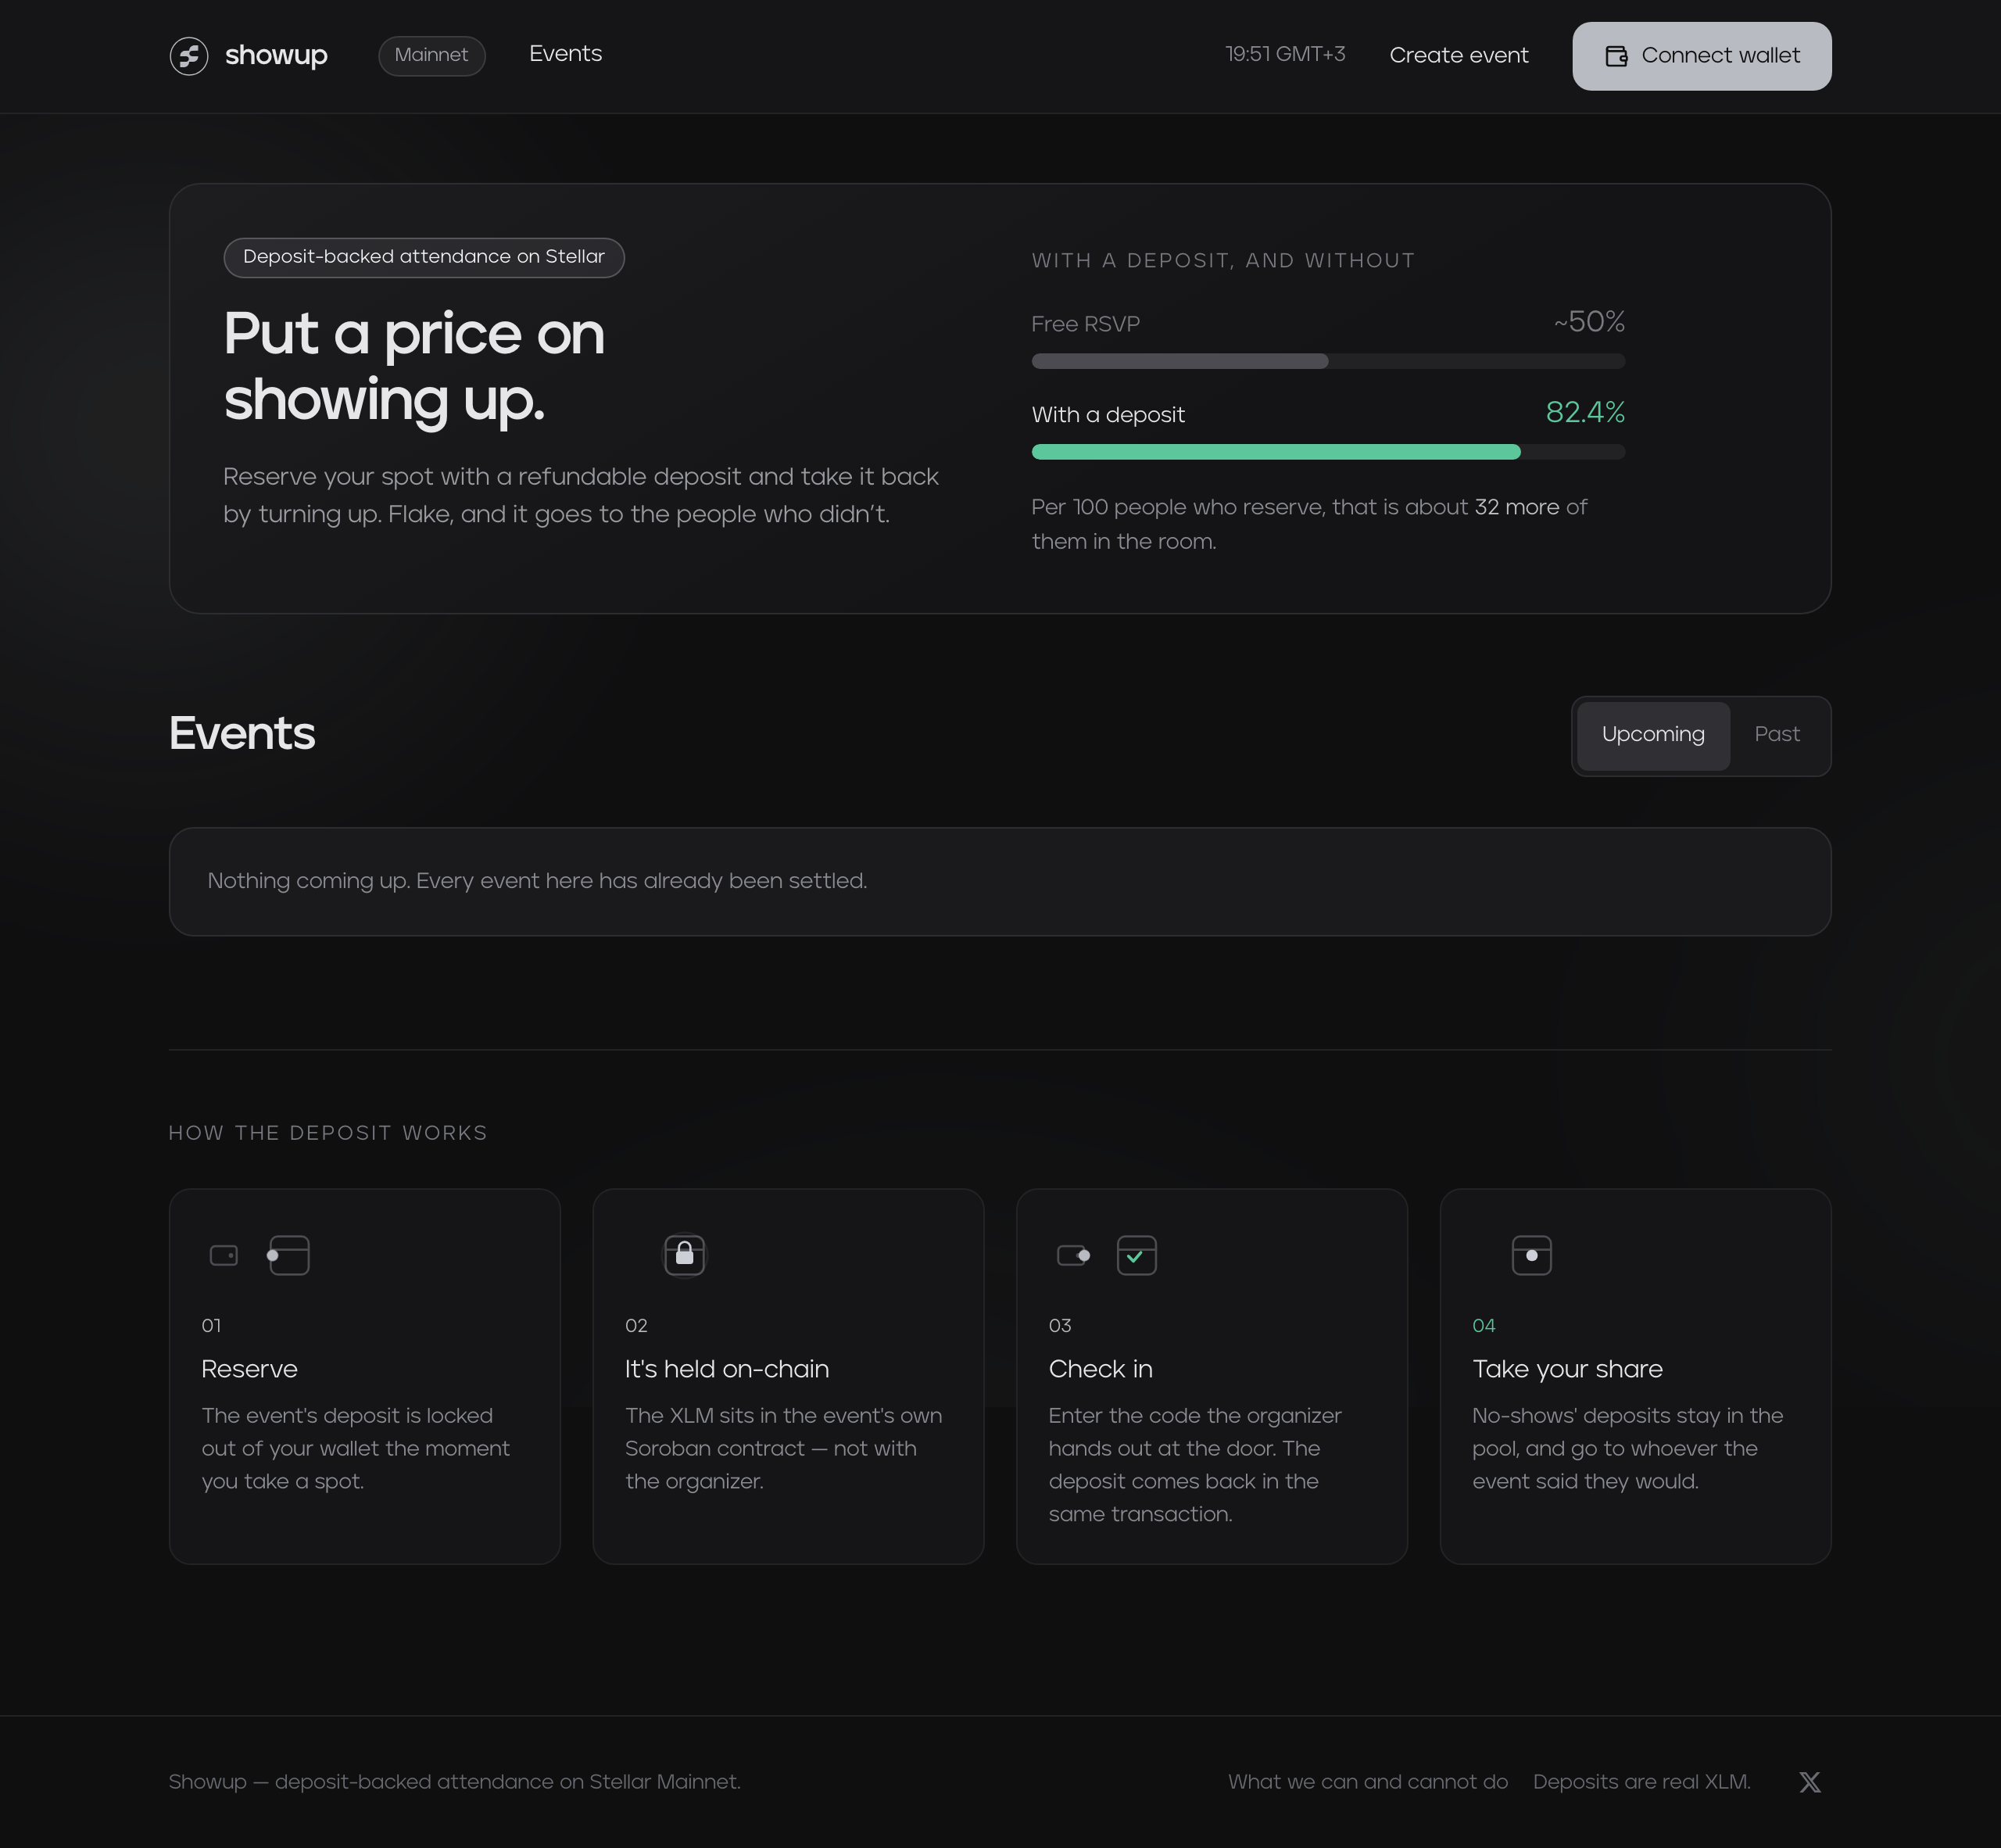 showup
Mainnet
Events
19:51 GMT+3
Create event
Connect wallet
Deposit-backed attendance on Stellar
Put a price on
showing up.
Reserve your spot with a refundable deposit and take it back
by turning up. Flake, and it goes to the people who didn’t.
WITH A DEPOSIT, AND WITHOUT
Free RSVP
~50%
With a deposit
82.4%
Per 100 people who reserve, that is about 32 more of
them in the room.
Events
Upcoming
Past
Nothing coming up. Every event here has already been settled.
HOW THE DEPOSIT WORKS
01
Reserve
The event's deposit is locked
out of your wallet the moment
you take a spot.
02
It's held on-chain
The XLM sits in the event's own
Soroban contract — not with
the organizer.
03
Check in
Enter the code the organizer
hands out at the door. The
deposit comes back in the
same transaction.
04
Take your share
No-shows' deposits stay in the
pool, and go to whoever the
event said they would.
Showup — deposit-backed attendance on Stellar Mainnet.
What we can and cannot do
Deposits are real XLM.